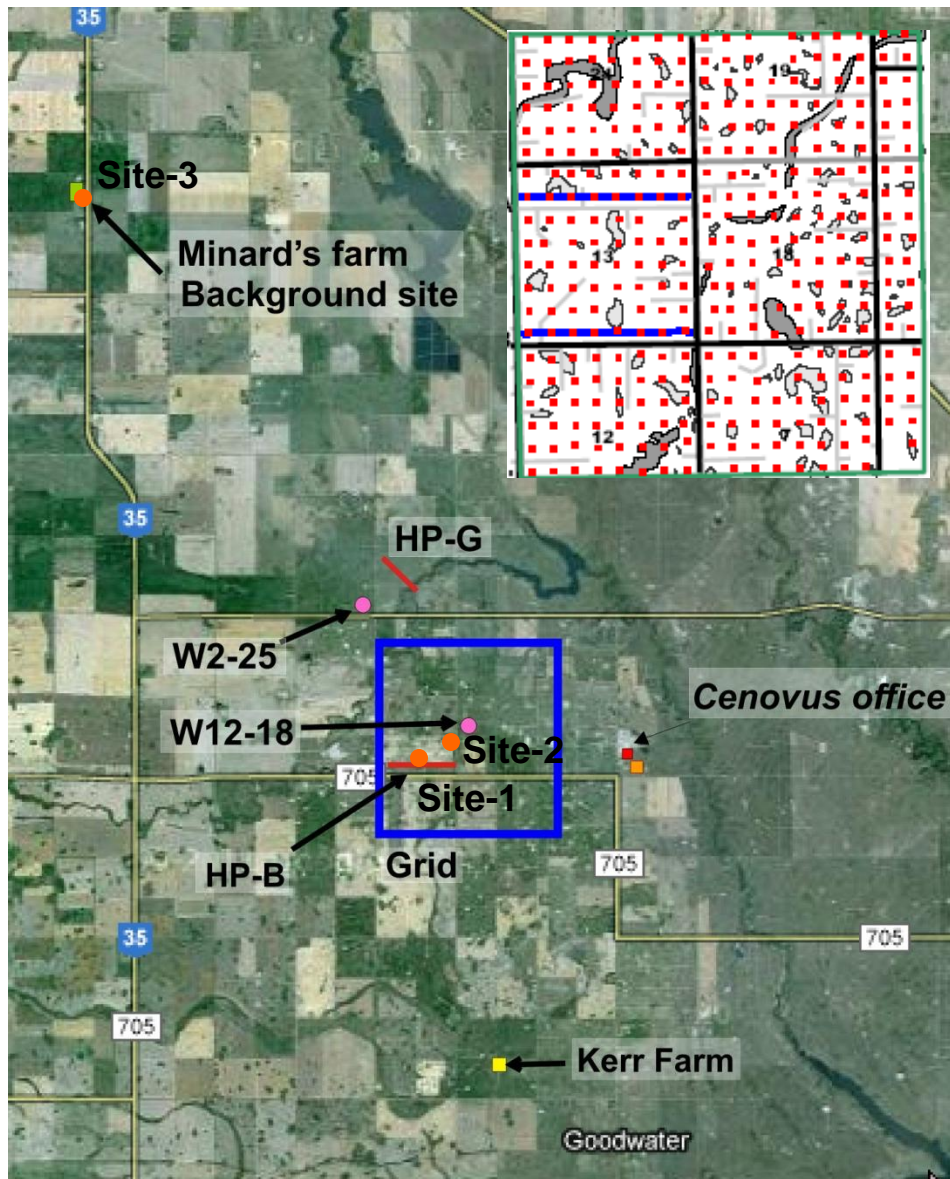 35
24
19
Site-3
Minard's farm
Background site
13
18
12
7
35
HP-G
W2-25
Cenovus office
W12-18
Site-2
705
Site-1
HP-B
Grid
705
35
705
705
Kerr Farm
Goodwater